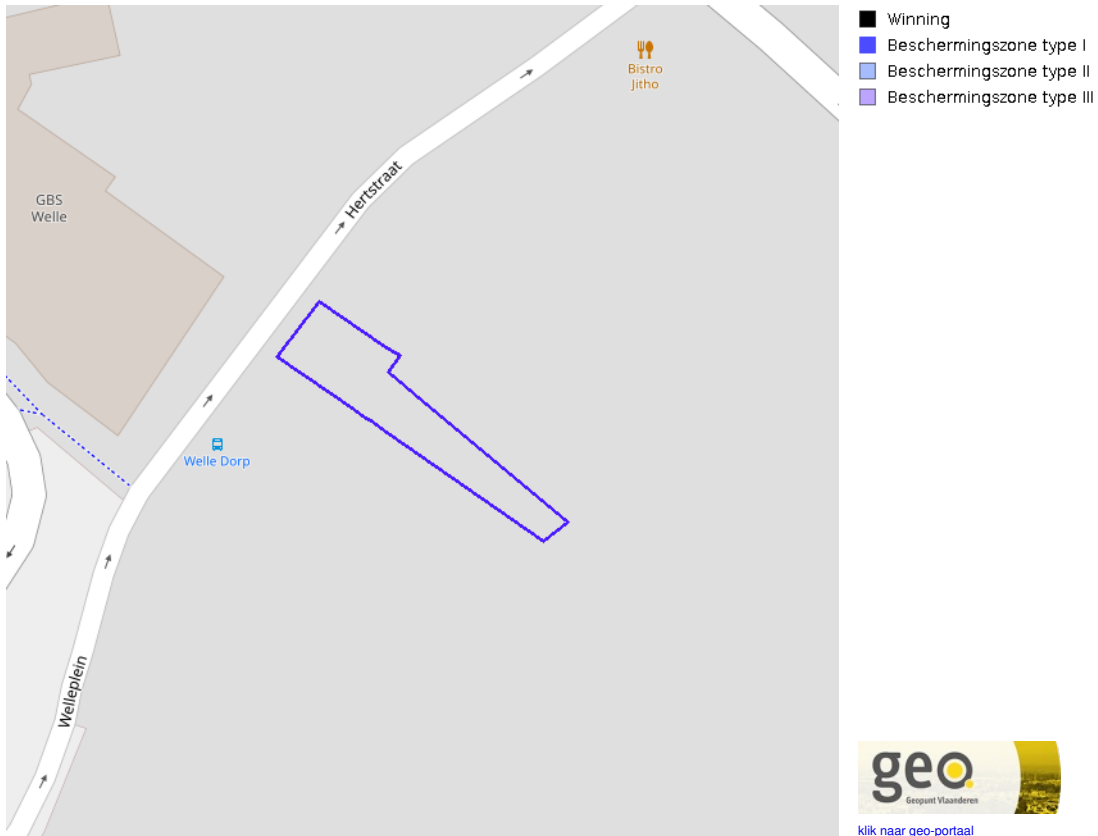 Winning
Beschermingszone type I
Beschermingszone type II
Beschermingszone type III
Bistro
Jitho
Hertstraat
GBS
Welle
Welle Dorp
Welleplein
geo
Geopunt Vlaanderen
klik naar geo-portaal